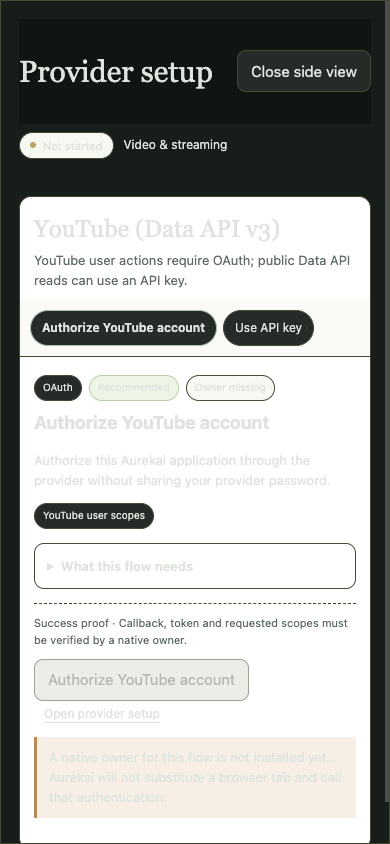 Provider setup
Close side view
Not started
Video & streaming
YouTube (Data API v3)
YouTube user actions require OAuth; public Data API
reads can use an API key.
Authorize YouTube account
Use API key
OAuth
Recommended
Owner missing
Authorize YouTube account
Authorize this Aurekai application through the
provider without sharing your provider password.
YouTube user scopes
▶ What this flow needs
Success proof · Callback, token and requested scopes must
be verified by a native owner.
Authorize YouTube account
Open provider setup
A native owner for this flow is not installed yet.
Aurekai will not substitute a browser tab and call
that authentication.